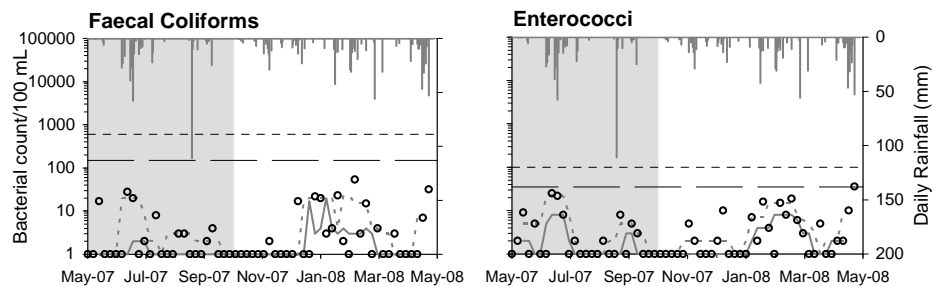 Faecal Coliforms
Enterococci
Bacterial count/100 mL
100000
10000
1000
100
10
1
May-07 Jul-07 Sep-07 Nov-07 Jan-08 Mar-08 May-08
May-07 Jul-07 Sep-07 Nov-07 Jan-08 Mar-08 May-08
0
50
100
150
200
Daily Rainfall (mm)